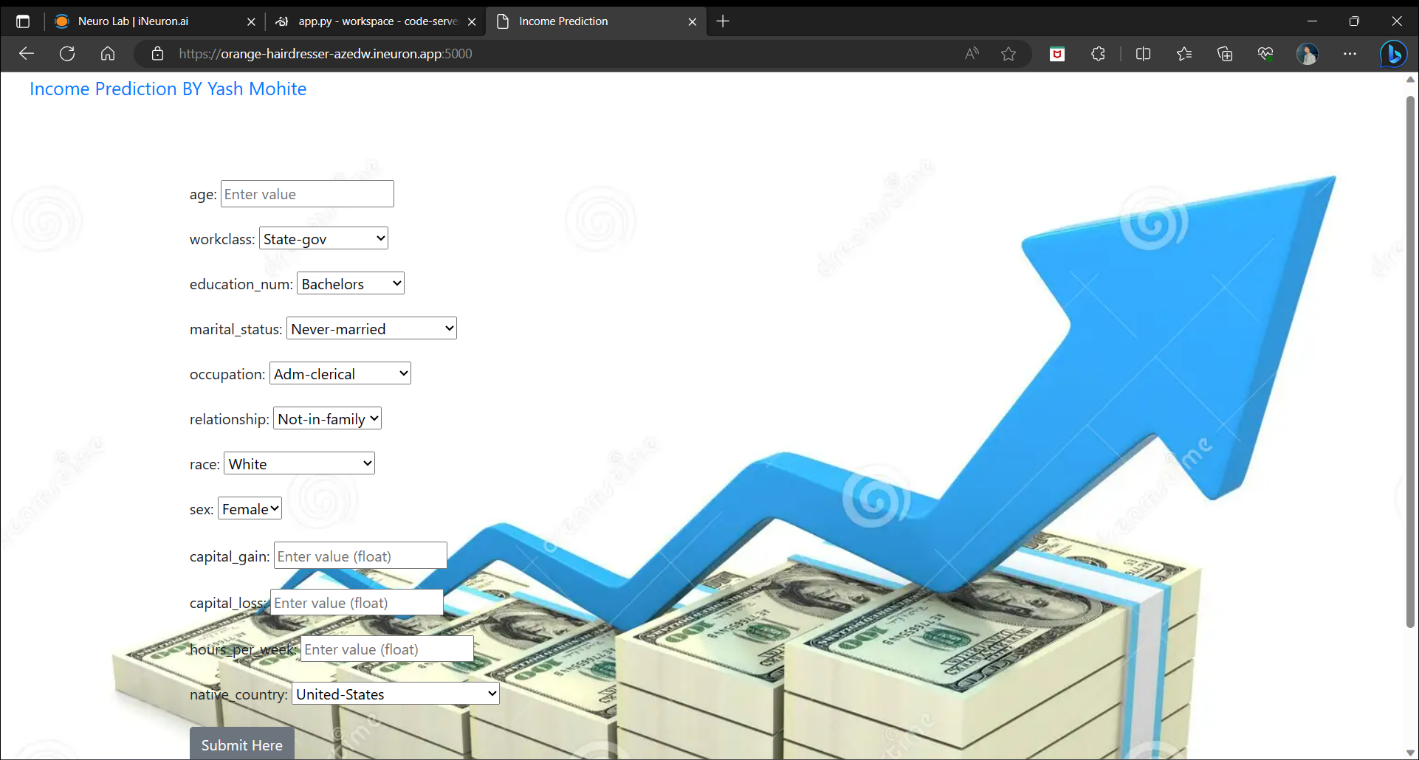 Neuro Lab | iNeuron.ai
app.py - workspace - code-serve
Income Prediction
https://orange-hairdresser-azedw.ineuron.app:5000
Income Prediction BY Yash Mohite
age: Enter value
workclass: State-gov
education_num: Bachelors
marital_status: Never-married
occupation: Adm-clerical
relationship: Not-in-family
race: White
sex: Female
capital_gain: Enter value (float)
capital_loss: Enter value (float)
hours_per_week: Enter value (float)
native_country: United-States
Submit Here